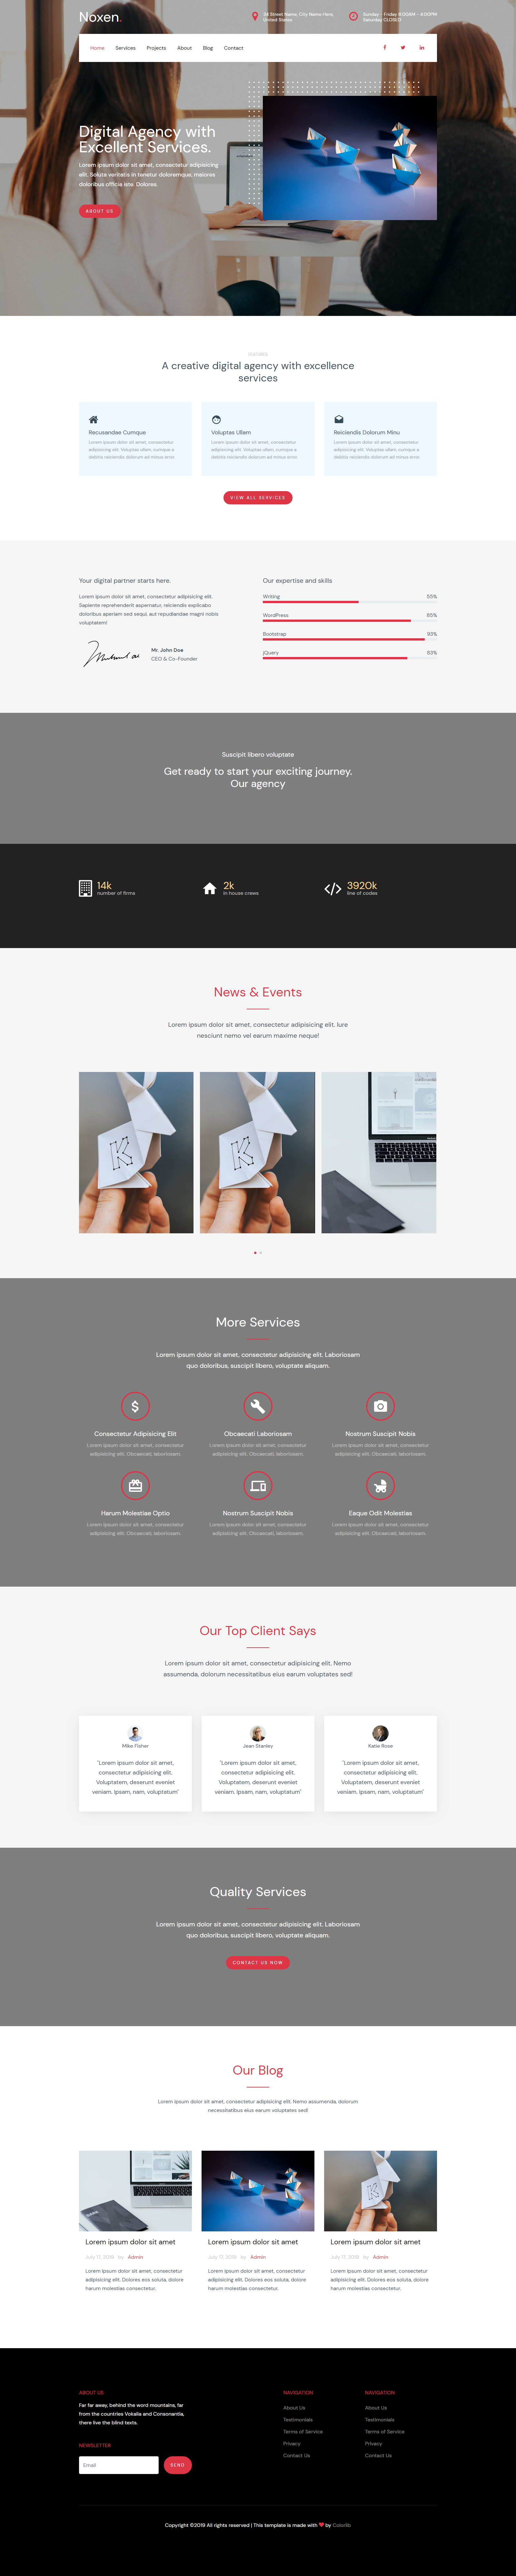 Noxen.
34 Street Name, City Name Here,
United States
Sunday - Friday 8:00AM - 4:00PM
Saturday CLOSED
Home Services Projects About Blog Contact
Digital Agency with
Excellent Services.
Lorem ipsum dolor sit amet, consectetur adipisicing
elit. Soluta veritatis in tenetur doloremque, maiores
doloribus officia iste. Dolores.
ABOUT US
FEATURES
A creative digital agency with excellence
services
Recusandae Cumque
Lorem ipsum dolor sit amet, consectetur
adipisicing elit. Voluptas ullam, cumque a
debitis reiciendis dolorum ad minus error.
Voluptas Ullam
Lorem ipsum dolor sit amet, consectetur
adipisicing elit. Voluptas ullam, cumque a
debitis reiciendis dolorum ad minus error.
Reiciendis Dolorum Minu
Lorem ipsum dolor sit amet, consectetur
adipisicing elit. Voluptas ullam, cumque a
debitis reiciendis dolorum ad minus error.
VIEW ALL SERVICES
Your digital partner starts here.
Lorem ipsum dolor sit amet, consectetur adipisicing elit.
Sapiente reprehenderit aspernatur, reiciendis explicabo
doloribus aperiam sed sequi, aut repudiandae magni nobis
voluptatem!
Mr. John Doe
CEO & Co-Founder
Our expertise and skills
Writing 55%
WordPress 85%
Bootstrap 93%
jQuery 83%
Suscipit libero voluptate
Get ready to start your exciting journey.
Our agency
14k
number of firms
2k
in house crews
3920k
line of codes
News & Events
Lorem ipsum dolor sit amet, consectetur adipisicing elit. Iure
nesciunt nemo vel earum maxime neque!
K
K
More Services
Lorem ipsum dolor sit amet, consectetur adipisicing elit. Laboriosam
quo doloribus, suscipit libero, voluptate aliquam.
Consectetur Adipisicing Elit
Lorem ipsum dolor sit amet, consectetur
adipisicing elit. Obcaecati, laboriosam.
Obcaecati Laboriosam
Lorem ipsum dolor sit amet, consectetur
adipisicing elit. Obcaecati, laboriosam.
Nostrum Suscipit Nobis
Lorem ipsum dolor sit amet, consectetur
adipisicing elit. Obcaecati, laboriosam.
Harum Molestiae Optio
Lorem ipsum dolor sit amet, consectetur
adipisicing elit. Obcaecati, laboriosam.
Nostrum Suscipit Nobis
Lorem ipsum dolor sit amet, consectetur
adipisicing elit. Obcaecati, laboriosam.
Eaque Odit Molestias
Lorem ipsum dolor sit amet, consectetur
adipisicing elit. Obcaecati, laboriosam.
Our Top Client Says
Lorem ipsum dolor sit amet, consectetur adipisicing elit. Nemo
assumenda, dolorum necessitatibus eius earum voluptates sed!
Mike Fisher
"Lorem ipsum dolor sit amet,
consectetur adipisicing elit.
Voluptatem, deserunt eveniet
veniam, ipsam, nam, voluptatum"
Jean Stanley
"Lorem ipsum dolor sit amet,
consectetur adipisicing elit.
Voluptatem, deserunt eveniet
veniam, ipsam, nam, voluptatum"
Katie Rose
"Lorem ipsum dolor sit amet,
consectetur adipisicing elit.
Voluptatem, deserunt eveniet
veniam, ipsam, nam, voluptatum"
Quality Services
Lorem ipsum dolor sit amet, consectetur adipisicing elit. Laboriosam
quo doloribus, suscipit libero, voluptate aliquam.
CONTACT US NOW
Our Blog
Lorem ipsum dolor sit amet, consectetur adipisicing elit. Nemo assumenda, dolorum
necessitatibus eius earum voluptates sed!
Lorem ipsum dolor sit amet
July 17, 2019 by Admin
Lorem ipsum dolor sit amet, consectetur
adipisicing elit. Dolores eos soluta, dolore
harum molestias consectetur.
Lorem ipsum dolor sit amet
July 17, 2019 by Admin
Lorem ipsum dolor sit amet, consectetur
adipisicing elit. Dolores eos soluta, dolore
harum molestias consectetur.
Lorem ipsum dolor sit amet
July 17, 2019 by Admin
Lorem ipsum dolor sit amet, consectetur
adipisicing elit. Dolores eos soluta, dolore
harum molestias consectetur.
ABOUT US
Far far away, behind the word mountains, far
from the countries Vokalia and Consonantia,
there live the blind texts.
NEWSLETTER
Email
SEND
NAVIGATION
About Us
Testimonials
Terms of Service
Privacy
Contact Us
NAVIGATION
About Us
Testimonials
Terms of Service
Privacy
Contact Us
Copyright ©2019 All rights reserved | This template is made with ♥ by Colorlib